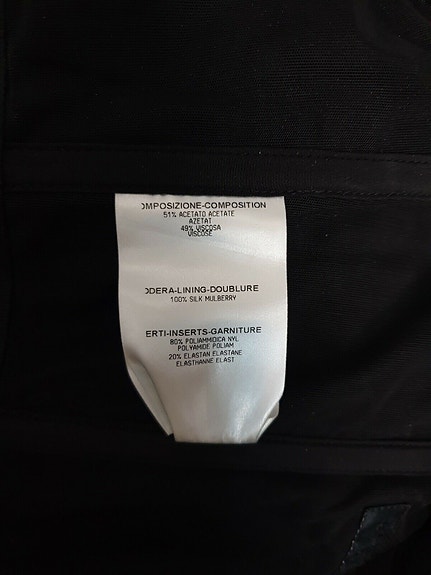 OMPOSIZIONE-COMPOSITION
51% ACETATO ACETATE
AZETAT
49% VISCOSA
VISCOSE
ODERA-LINING-DOUBLURE
100% SILK MULBERRY
ERTI-INSERTS-GARNITURE
80% POLIAMMIDICA NYL
POLYAMIDE POLIAM
20% ELASTAN ELASTANE
ELASTHANNE ELAST